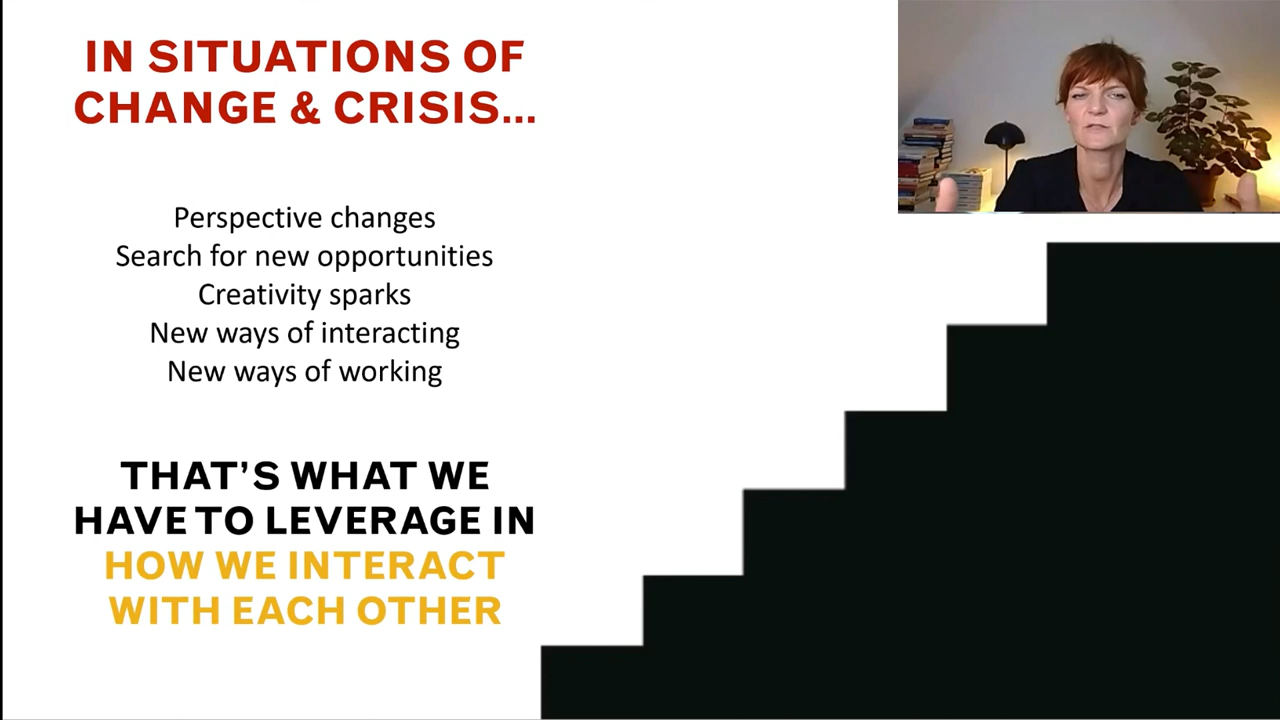 IN SITUATIONS OF
CHANGE & CRISIS...
Perspective changes
Search for new opportunities
Creativity sparks
New ways of interacting
New ways of working
THAT'S WHAT WE
HAVE TO LEVERAGE IN
HOW WE INTERACT
WITH EACH OTHER